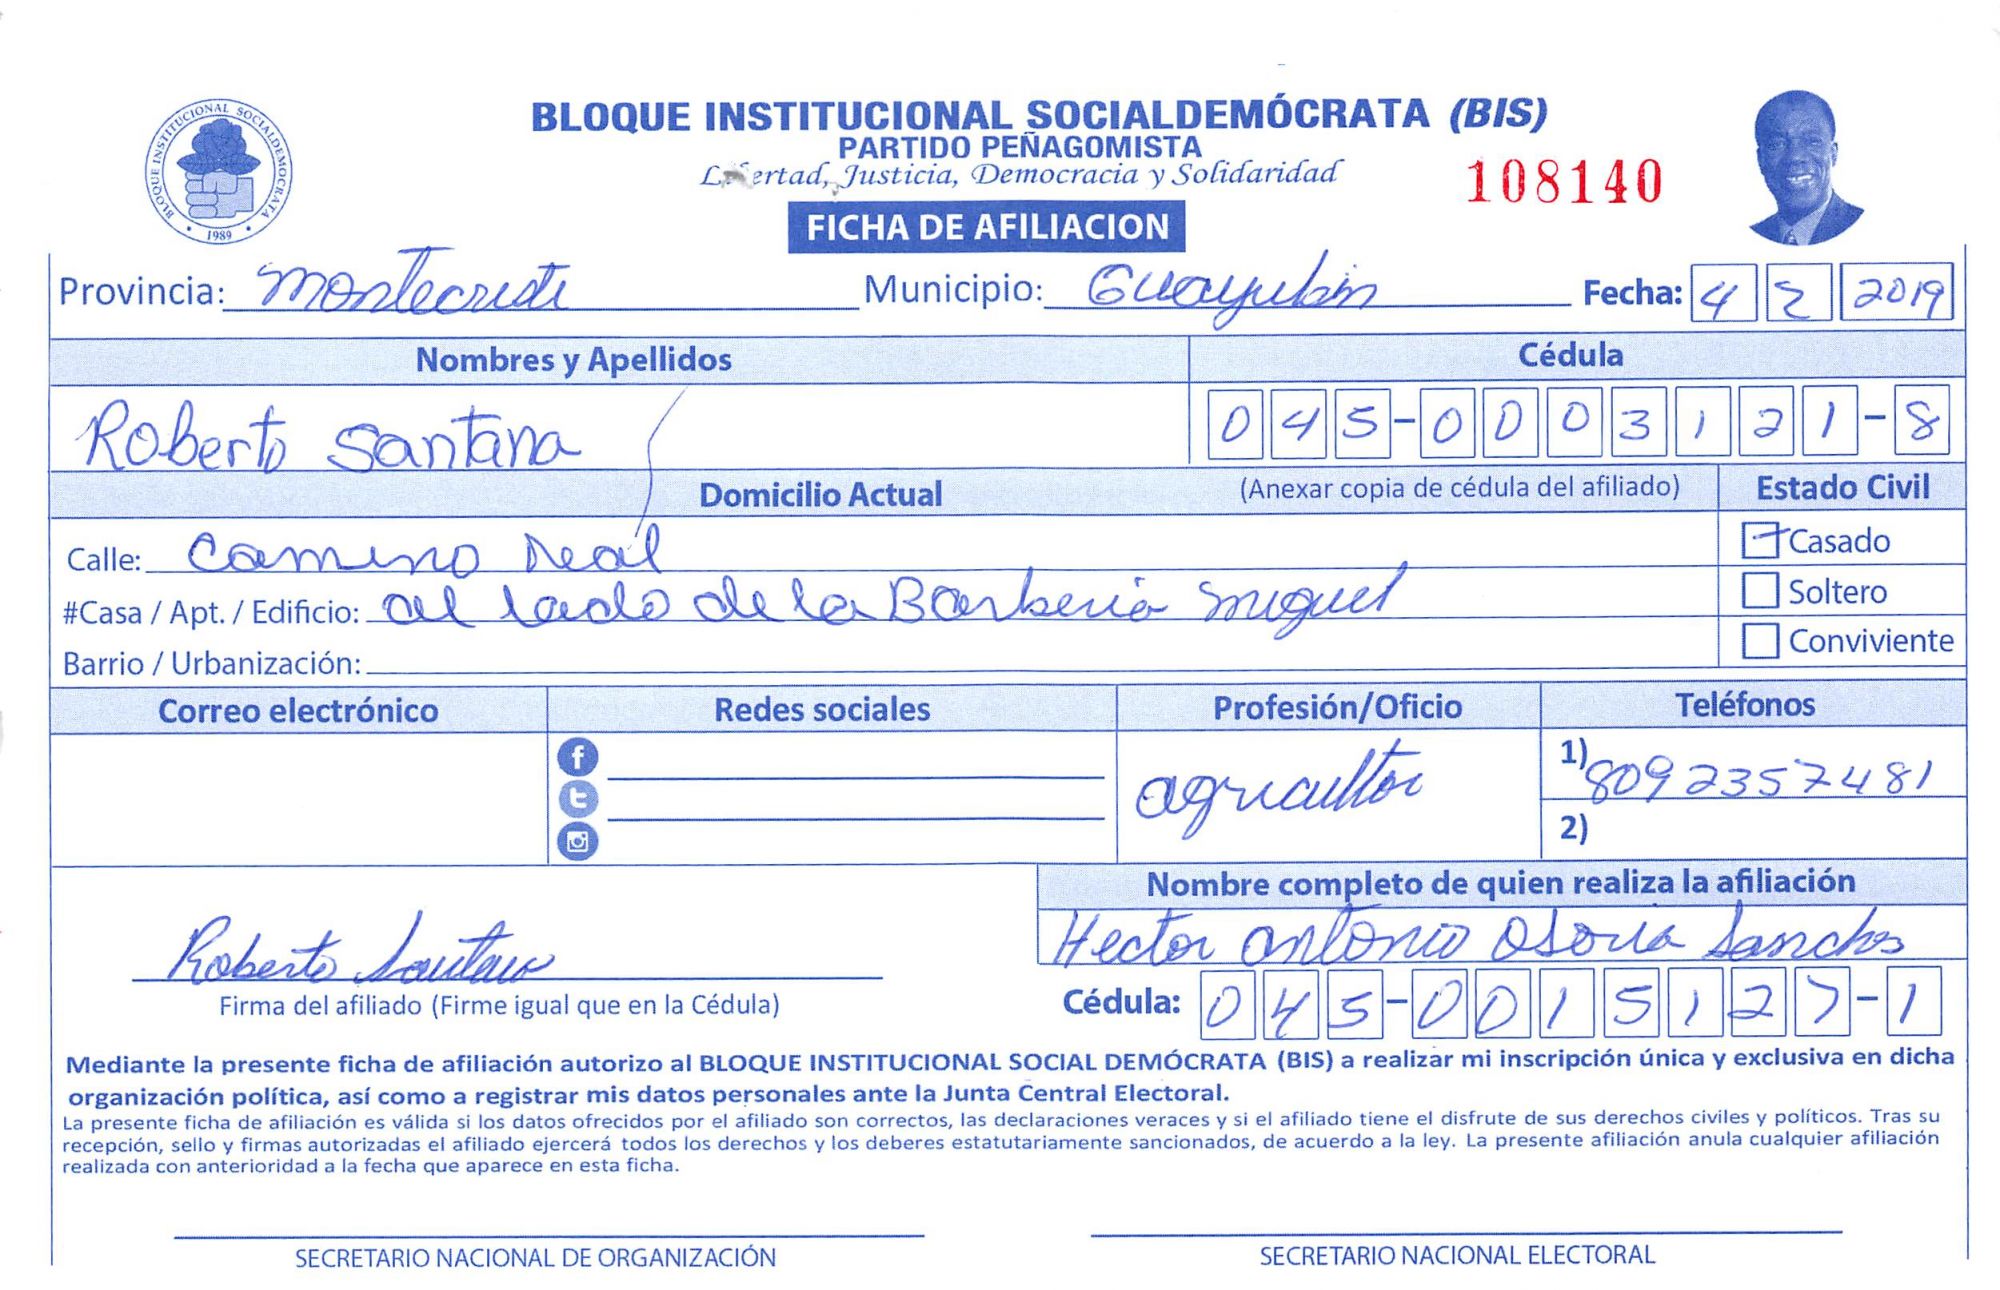 BLOQUE INSTITUCIONAL SOCIALDEMÓCRATA
1989
BLOQUE INSTITUCIONAL SOCIALDEMÓCRATA (BIS)
PARTIDO PEÑAGOMISTA
Libertad, Justicia, Democracia y Solidaridad
108140
FICHA DE AFILIACION
Provincia: Montecristi Municipio: Guayubin Fecha: 4 2 2019
Nombres y Apellidos Cédula
Roberto Santana 045-0003121-8
Domicilio Actual (Anexar copia de cédula del afiliado) Estado Civil
Calle: Camino Real Casado
#Casa / Apt. / Edificio: al lado de la Barberia Miguel Soltero
Barrio / Urbanización: Conviviente
Correo electrónico Redes sociales Profesión/Oficio Teléfonos
agricultor 1) 8092357481
2)
Nombre completo de quien realiza la afiliación
Roberto Santana Hector antonio Osoria Sanchos
Firma del afiliado (Firme igual que en la Cédula) Cédula: 045-0015127-1
Mediante la presente ficha de afiliación autorizo al BLOQUE INSTITUCIONAL SOCIAL DEMÓCRATA (BIS) a realizar mi inscripción única y exclusiva en dicha
organización política, así como a registrar mis datos personales ante la Junta Central Electoral.
La presente ficha de afiliación es válida si los datos ofrecidos por el afiliado son correctos, las declaraciones veraces y si el afiliado tiene el disfrute de sus derechos civiles y políticos. Tras su
recepción, sello y firmas autorizadas el afiliado ejercerá todos los derechos y los deberes estatutariamente sancionados, de acuerdo a la ley. La presente afiliación anula cualquier afiliación
realizada con anterioridad a la fecha que aparece en esta ficha.
SECRETARIO NACIONAL DE ORGANIZACIÓN SECRETARIO NACIONAL ELECTORAL